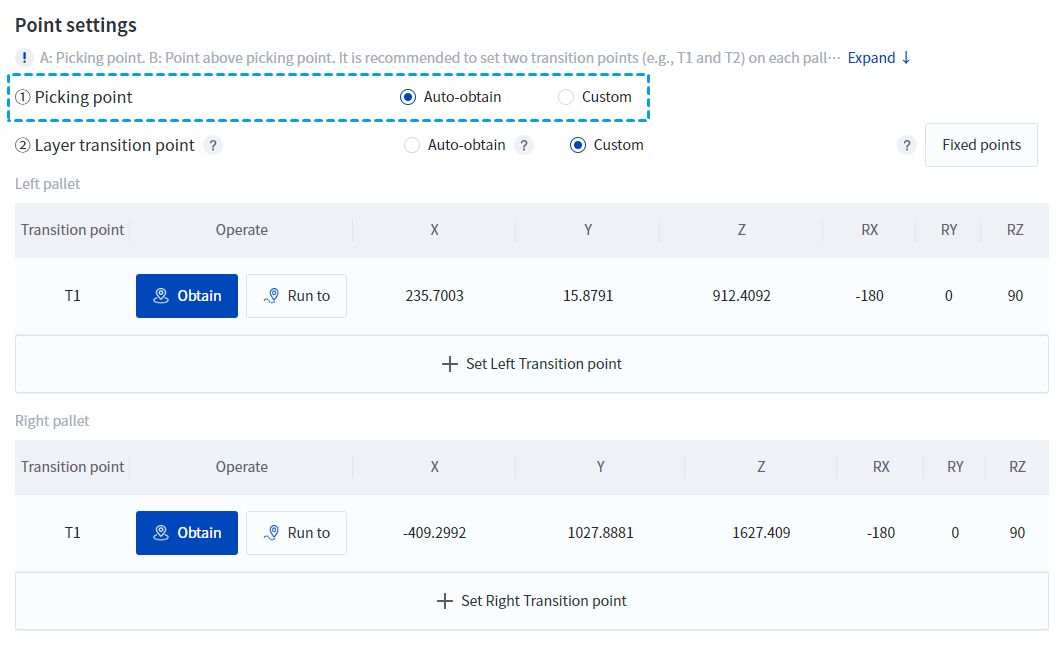 Point settings
! A: Picking point. B: Point above picking point. It is recommended to set two transition points (e.g., T1 and T2) on each pall··· Expand ↓
① Picking point Auto-obtain Custom
② Layer transition point ? Auto-obtain ? Custom ? Fixed points
Left pallet
Transition point Operate X Y Z RX RY RZ
T1 Obtain Run to 235.7003 15.8791 912.4092 -180 0 90
+ Set Left Transition point
Right pallet
Transition point Operate X Y Z RX RY RZ
T1 Obtain Run to -409.2992 1027.8881 1627.409 -180 0 90
+ Set Right Transition point